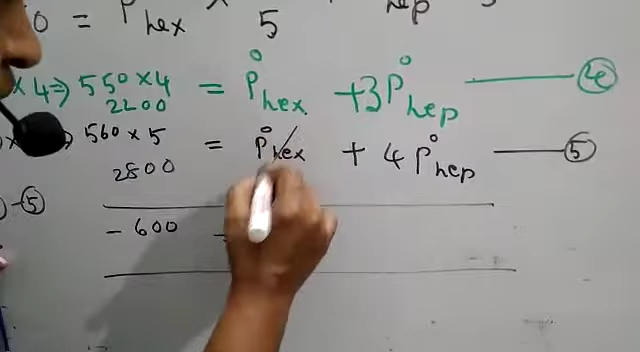 0 = P hex × 5 hep
×4 ⇒ 550×4 = P° hex + 3P° hep ——— ④
2200
560×5 = P° hex + 4P° hep ——— ⑤
2800
- ⑤
- 600